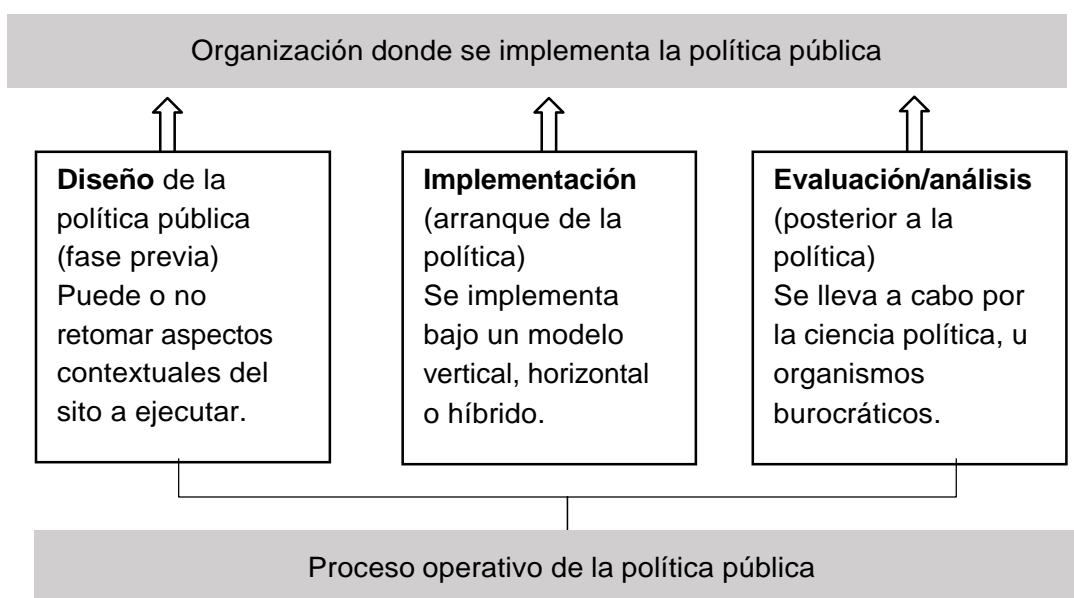 Organización donde se implementa la política pública
Diseño de la
política pública
(fase previa)
Puede o no
retomar aspectos
contextuales del
sito a ejecutar.
Implementación
(arranque de la
política)
Se implementa
bajo un modelo
vertical, horizontal
o híbrido.
Evaluación/análisis
(posterior a la
política)
Se lleva a cabo por
la ciencia política, u
organismos
burocráticos.
Proceso operativo de la política pública